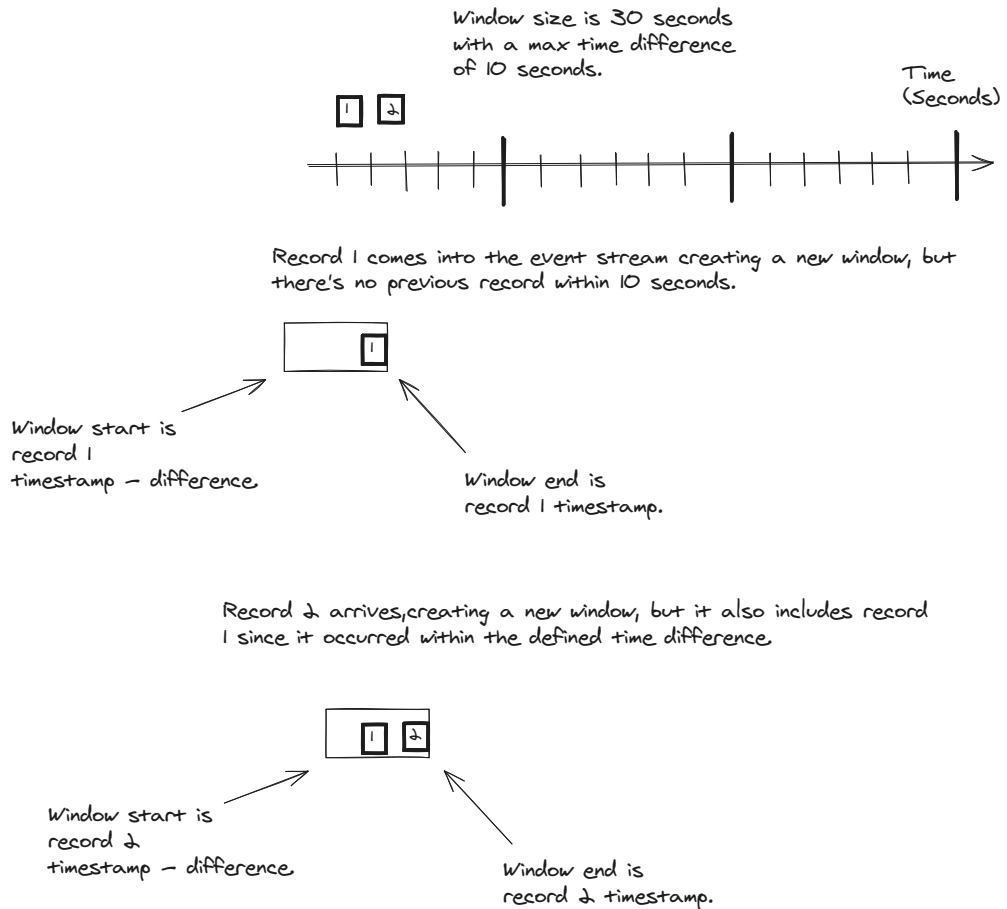 Window size is 30 seconds
with a max time difference
of 10 seconds.
Time
(Seconds)
1
2
Record 1 comes into the event stream creating a new window, but
there's no previous record within 10 seconds.
1
Window start is
record 1
timestamp - difference
Window end is
record 1 timestamp.
Record 2 arrives,creating a new window, but it also includes record
1 since it occurred within the defined time difference
1
2
Window start is
record 2
timestamp - difference
Window end is
record 2 timestamp.